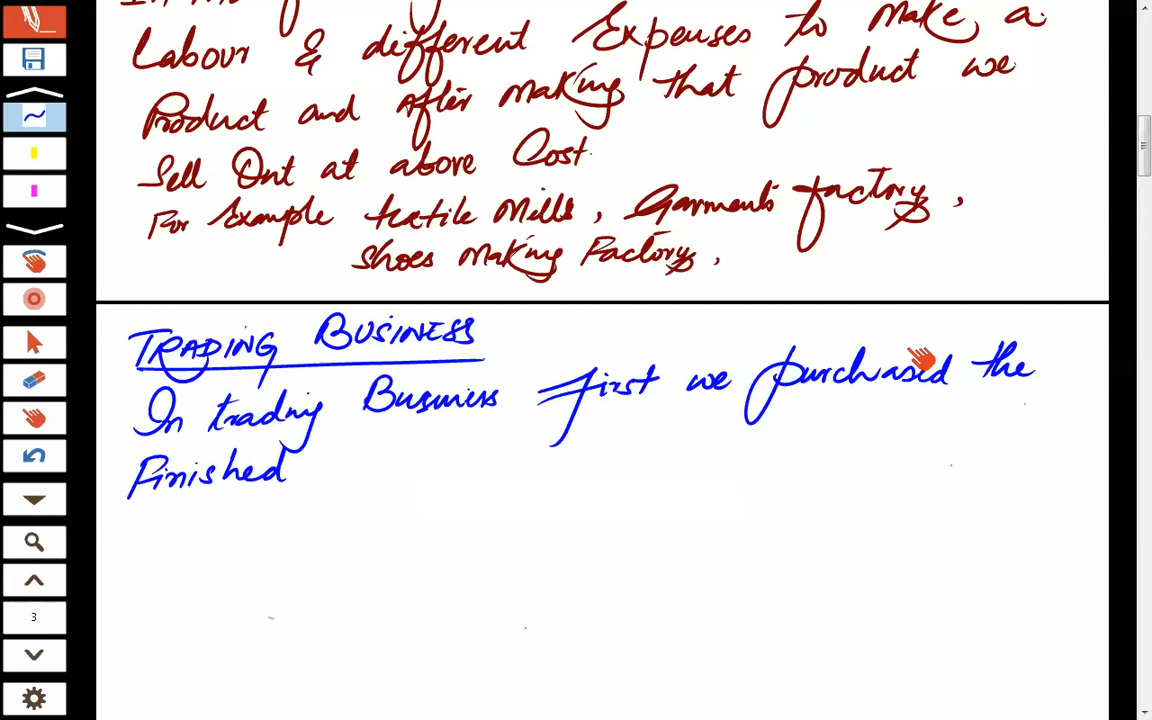 Labour & different Expenses to make a
Product and After making that product we
Sell Out at above Cost
For Example textile Mills, Garments factory,
Shoes Making Factory,
TRADING BUSINESS
In trading Business first we purchased the
Finished
3